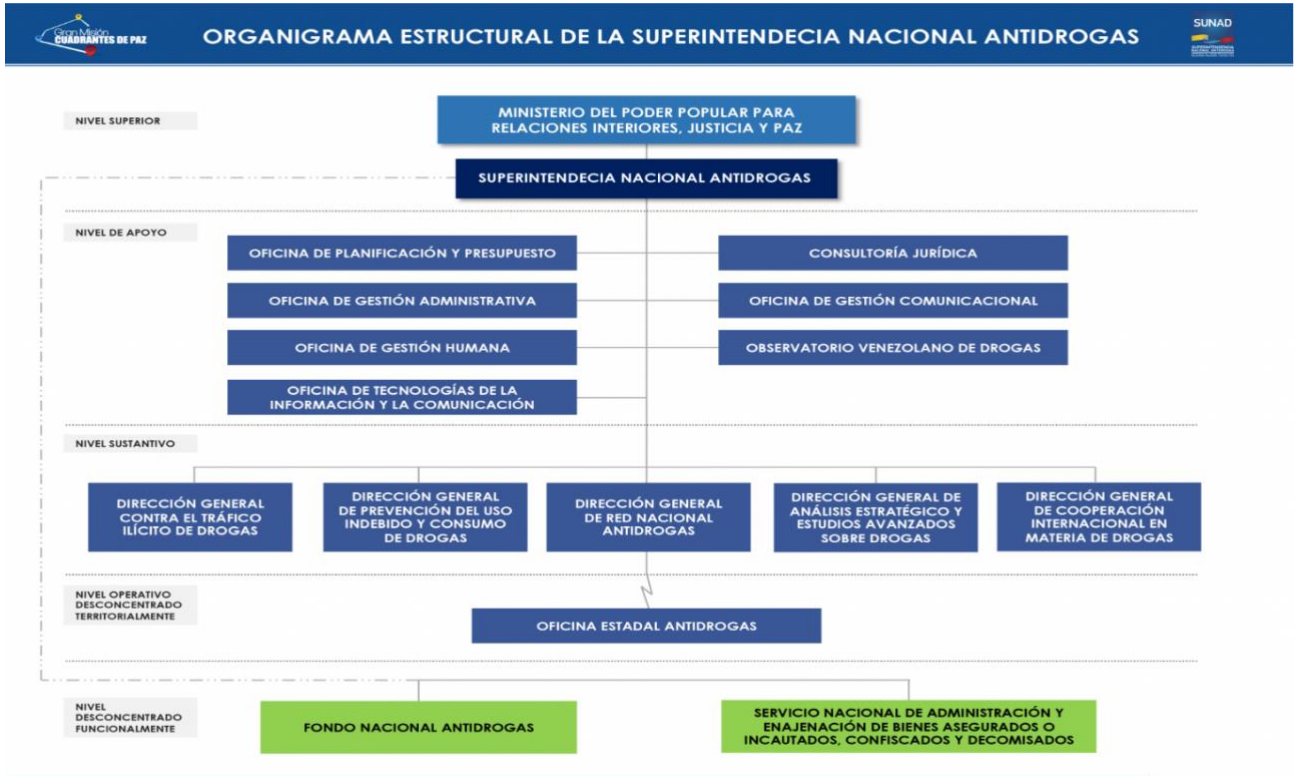 Gran Misión
CUADRANTES DE PAZ
ORGANIGRAMA ESTRUCTURAL DE LA SUPERINTENDECIA NACIONAL ANTIDROGAS
SUNAD
NIVEL SUPERIOR
MINISTERIO DEL PODER POPULAR PARA
RELACIONES INTERIORES, JUSTICIA Y PAZ
SUPERINTENDECIA NACIONAL ANTIDROGAS
NIVEL DE APOYO
OFICINA DE PLANIFICACIÓN Y PRESUPUESTO
CONSULTORÍA JURÍDICA
OFICINA DE GESTIÓN ADMINISTRATIVA
OFICINA DE GESTIÓN COMUNICACIONAL
OFICINA DE GESTIÓN HUMANA
OBSERVATORIO VENEZOLANO DE DROGAS
OFICINA DE TECNOLOGÍAS DE LA
INFORMACIÓN Y LA COMUNICACIÓN
NIVEL SUSTANTIVO
DIRECCIÓN GENERAL
CONTRA EL TRÁFICO
ILÍCITO DE DROGAS
DIRECCIÓN GENERAL
DE PREVENCIÓN DEL USO
INDEBIDO Y CONSUMO
DE DROGAS
DIRECCIÓN GENERAL
DE RED NACIONAL
ANTIDROGAS
DIRECCIÓN GENERAL DE
ANÁLISIS ESTRATÉGICO Y
ESTUDIOS AVANZADOS
SOBRE DROGAS
DIRECCIÓN GENERAL
DE COOPERACIÓN
INTERNACIONAL EN
MATERIA DE DROGAS
NIVEL OPERATIVO
DESCONCENTRADO
TERRITORIALMENTE
OFICINA ESTADAL ANTIDROGAS
NIVEL
DESCONCENTRADO
FUNCIONALMENTE
FONDO NACIONAL ANTIDROGAS
SERVICIO NACIONAL DE ADMINISTRACIÓN Y
ENAJENACIÓN DE BIENES ASEGURADOS O
INCAUTADOS, CONFISCADOS Y DECOMISADOS